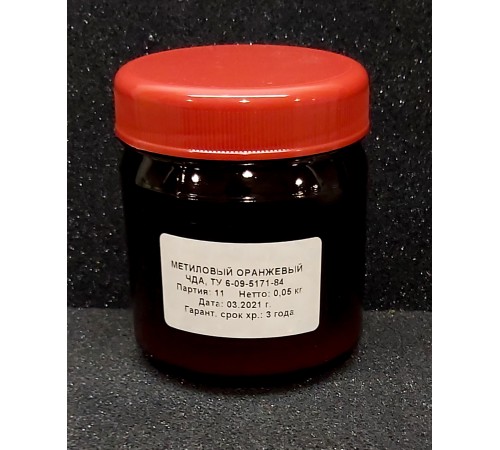 МЕТИЛОВЫЙ ОРАНЖЕВЫЙ
ЧДА, ТУ 6-09-5171-84
Партия: 11 Нетто: 0,05 кг
Дата: 03.2021 г.
Гарант. срок хр.: 3 года